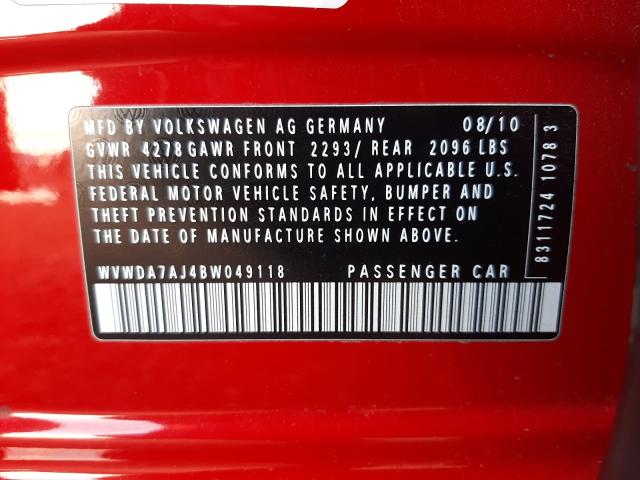 MFD BY VOLKSWAGEN AG GERMANY 08/10
GVWR 4278 GAWR FRONT 2293/ REAR 2096 LBS
THIS VEHICLE CONFORMS TO ALL APPLICABLE U.S.
FEDERAL MOTOR VEHICLE SAFETY, BUMPER AND
THEFT PREVENTION STANDARDS IN EFFECT ON
THE DATE OF MANUFACTURE SHOWN ABOVE.
WVWDA7AJ4BW049118 PASSENGER CAR
8311724 1078 3